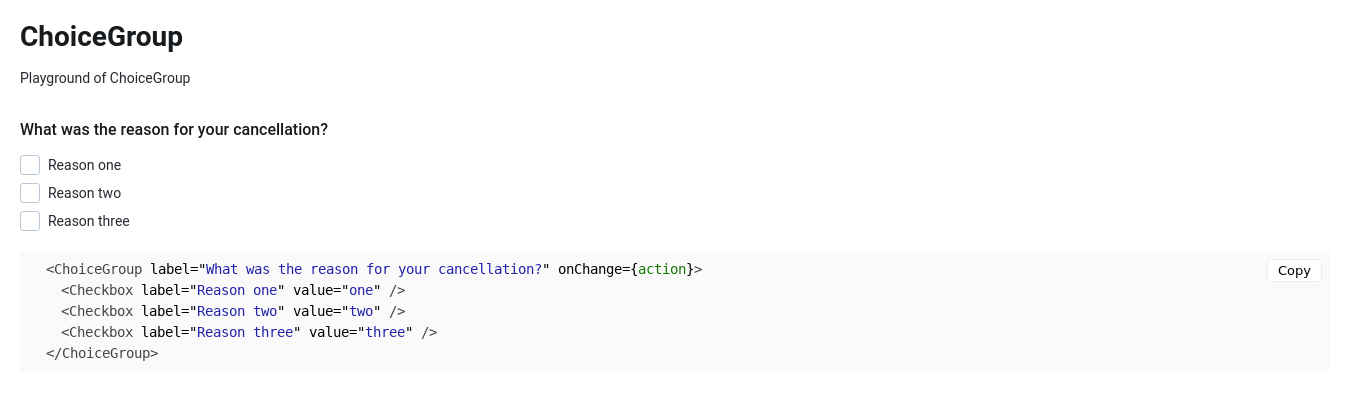 ChoiceGroup
Playground of ChoiceGroup
What was the reason for your cancellation?
Reason one
Reason two
Reason three
<ChoiceGroup label="What was the reason for your cancellation?" onChange={action}>
Copy
<Checkbox label="Reason one" value="one" />
<Checkbox label="Reason two" value="two" />
<Checkbox label="Reason three" value="three" />
</ChoiceGroup>